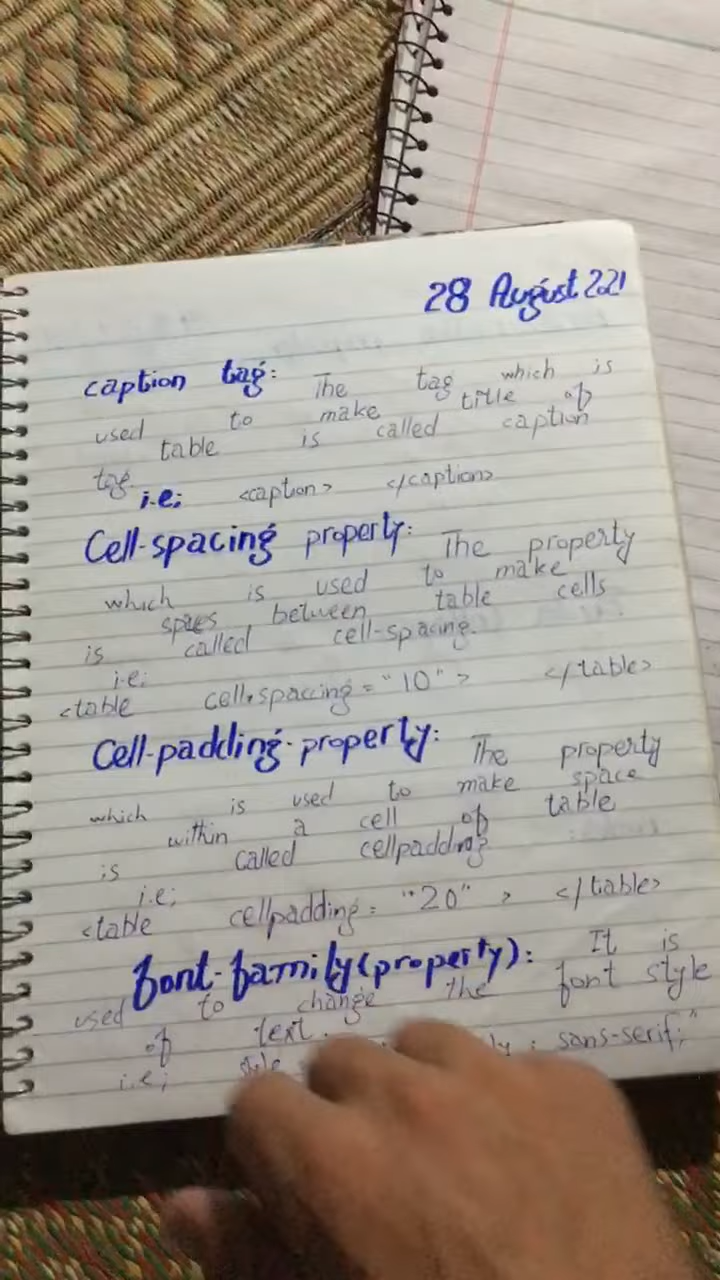 28 August 221
caption tag: The tag which is
used to make title of
table is called caption
tag.
i.e; <caption> </caption>
Cell-spacing property: The property
which is used to make
between table cells
is called cell-spacing.
i.e;
<table cell-spacing="10"> </table>
Cell-padding-property: The property
which is used to make space
within a cell of table
is called cellpadding
i.e;
<table cellpadding = "20" > </table>
font-family(property): It is
used to change the font style
of text.
i.e; style ly: sans-serif;"